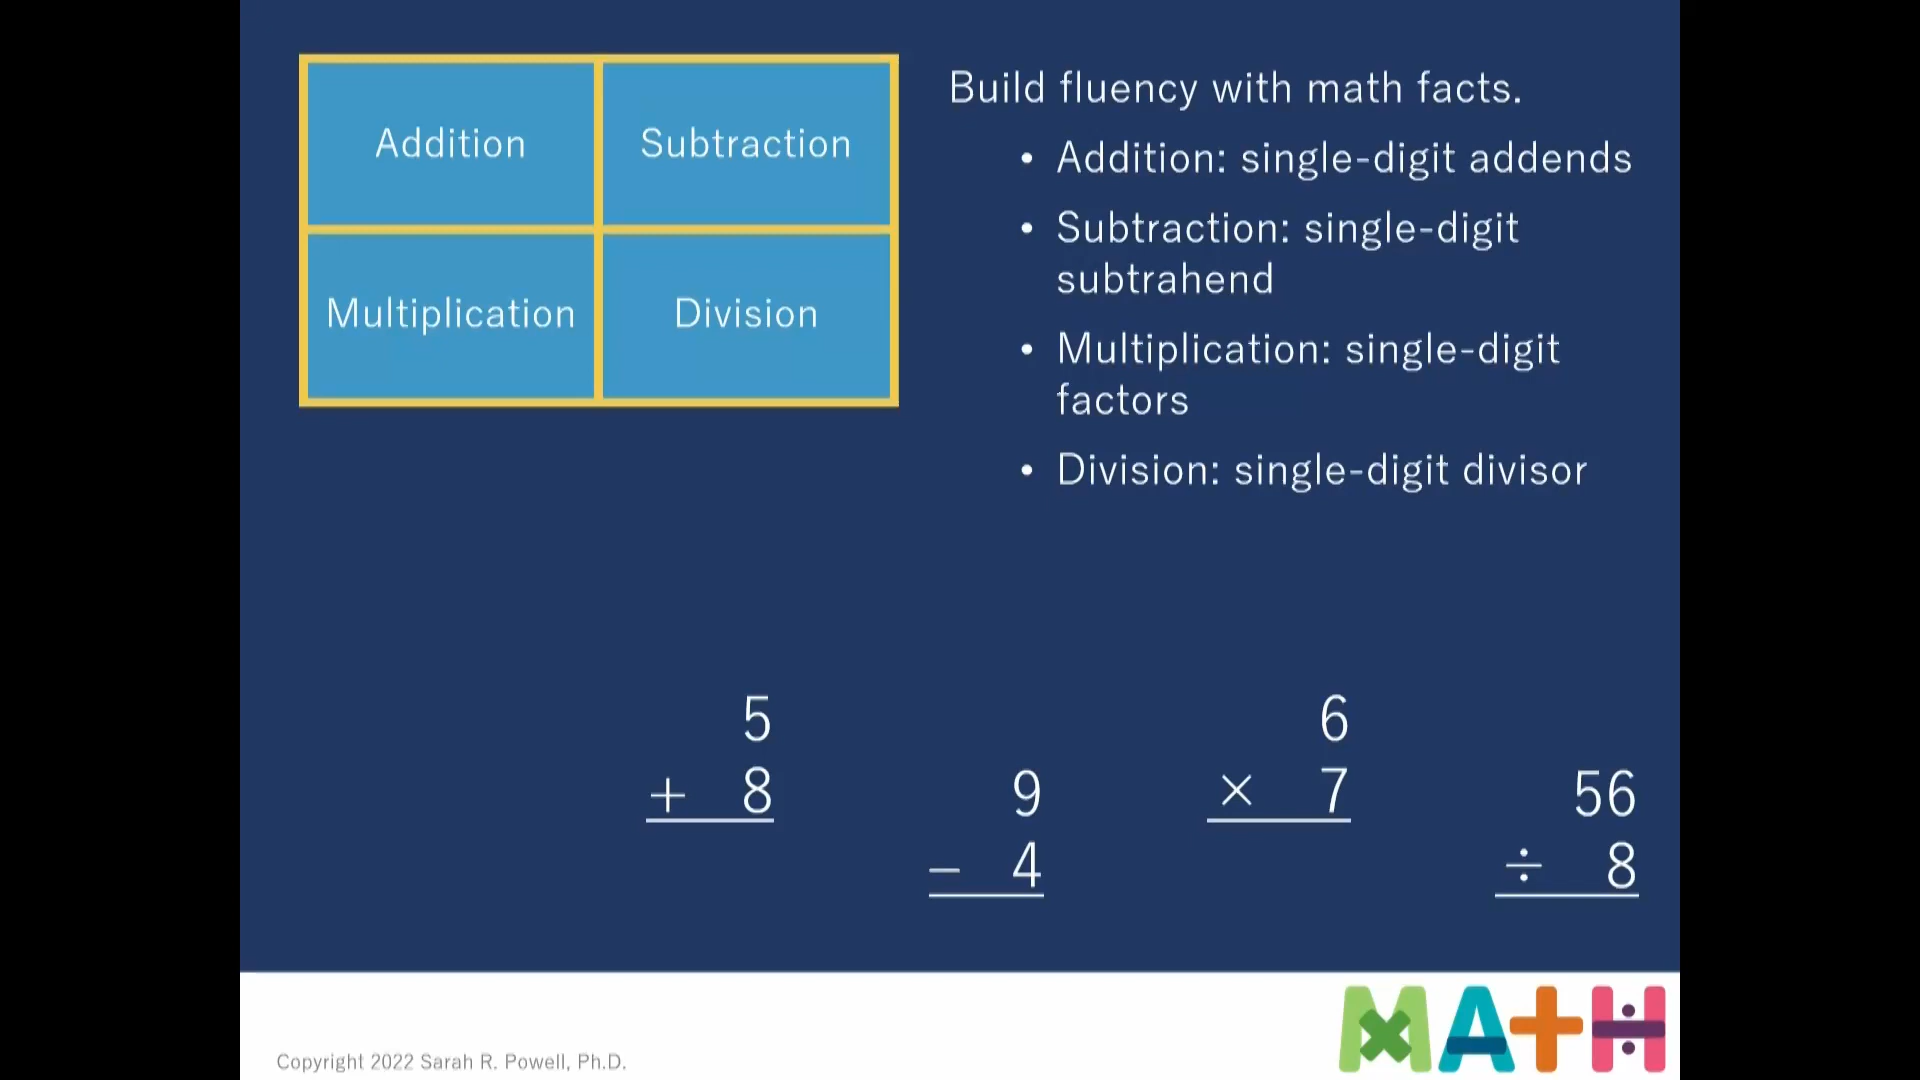 Addition
Subtraction
Multiplication
Division
Build fluency with math facts.
• Addition: single-digit addends
• Subtraction: single-digit
subtrahend
• Multiplication: single-digit
factors
• Division: single-digit divisor
5
+ 8
9
− 4
6
× 7
56
÷ 8
Copyright 2022 Sarah R. Powell, Ph.D.
MATH